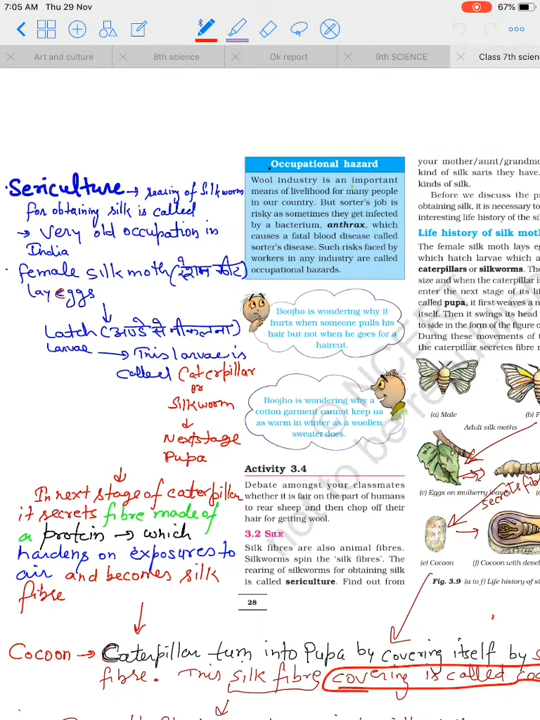 7:05 AM Thu 29 Nov
67%
Art and culture
8th science
Ok report
9th SCIENCE
Class 7th scien
Sericulture → rearing of silkworm
for obtaining silk is called
→ Very old occupation in
India
female silk moth (रेशम कीट)
lay eggs
Latch (अण्डे से नीकलना)
Larvae → This larvae is
called Caterpillar
or
Silkworm
Next stage
Pupa
In next stage of caterpillar
it secrets fibre made of
a protein → which
hardens on exposures to
air and becomes silk
fibre
Occupational hazard
Wool industry is an important
means of livelihood for many people
in our country. But sorter's job is
risky as sometimes they get infected
by a bacterium, anthrax, which
causes a fatal blood disease called
sorter's disease. Such risks faced by
workers in any industry are called
occupational hazards.
Boojho is wondering why it
hurts when someone pulls his
hair but not when he goes for a
haircut.
Boojho is wondering why a
cotton garment cannot keep us
as warm in winter as a woollen
sweater does.
Activity 3.4
Debate amongst your classmates
whether it is fair on the part of humans
to rear sheep and then chop off their
hair for getting wool.
3.2 SILK
Silk fibres are also animal fibres.
Silkworms spin the 'silk fibres'. The
rearing of silkworms for obtaining silk
is called sericulture. Find out from
28
your mother/aunt/grandmo
kind of silk saris they have.
kinds of silk.
Before we discuss the p
obtaining silk, it is necessary to
interesting life history of the si
Life history of silk mot
The female silk moth lays eg
which hatch larvae which a
caterpillars or silkworms. The
size and when the caterpillar is
enter the next stage of its li
called pupa, it first weaves a n
itself. Then it swings its head
to side in the form of the figure o
During these movements of t
the caterpillar secretes fibre
(a) Male
(b) F
Adult silk moths
(c) Eggs on mulberry leaves
secrets fib
(e) Cocoon
(f) Cocoon with devel
Fig. 3.9 (a to f) Life history of si
Cocoon → Caterpillar turn into Pupa by covering itself by s
fibre. This silk fibre covering is called coc